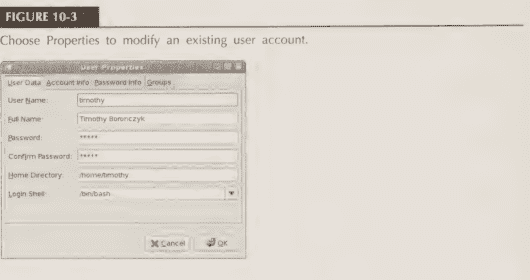 FIGURE 10-3
Choose Properties to modify an existing user account.
User Properties
User Data Account Info Password Info Groups
User Name: timothy
Full Name: Timothy Boronczyk
Password: *****
Confirm Password: *****
Home Directory: /home/timothy
Login Shell: /bin/bash
Cancel OK